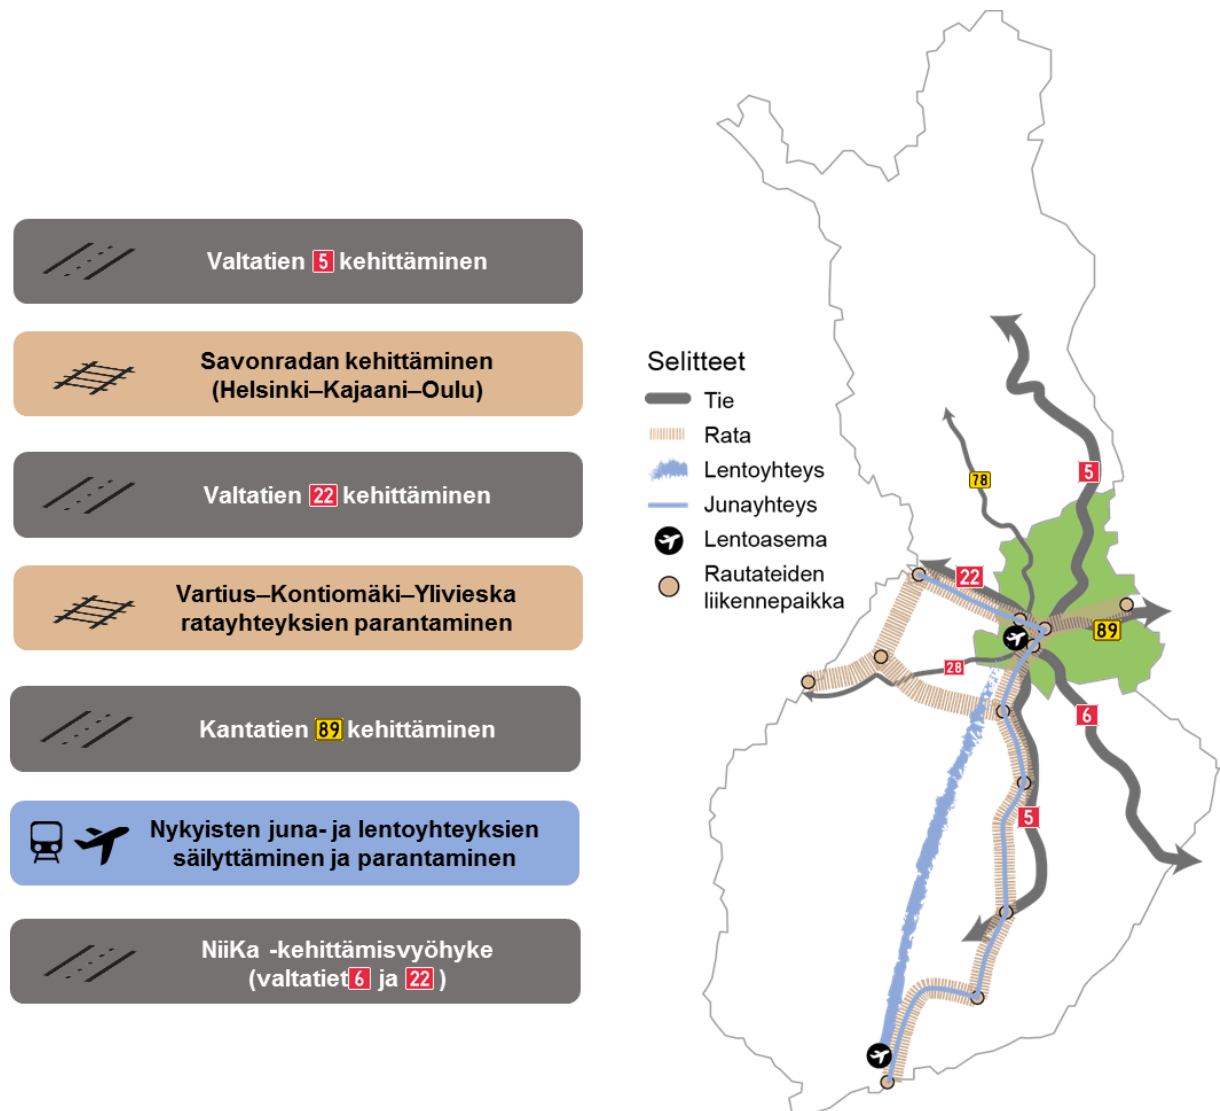 Valtatien 5 kehittäminen
Savonradan kehittäminen
(Helsinki–Kajaani–Oulu)
Valtatien 22 kehittäminen
Vartius–Kontiomäki–Ylivieska
ratayhteyksien parantaminen
Kantatien 89 kehittäminen
Nykyisten juna- ja lentoyhteyksien
säilyttäminen ja parantaminen
NiiKa -kehittämisvyöhyke
(valtatiet 6 ja 22 )
Selitteet
Tie
Rata
Lentoyhteys
Junayhteys
Lentoasema
Rautateiden
liikennepaikka
5
78
22
89
28
6
5